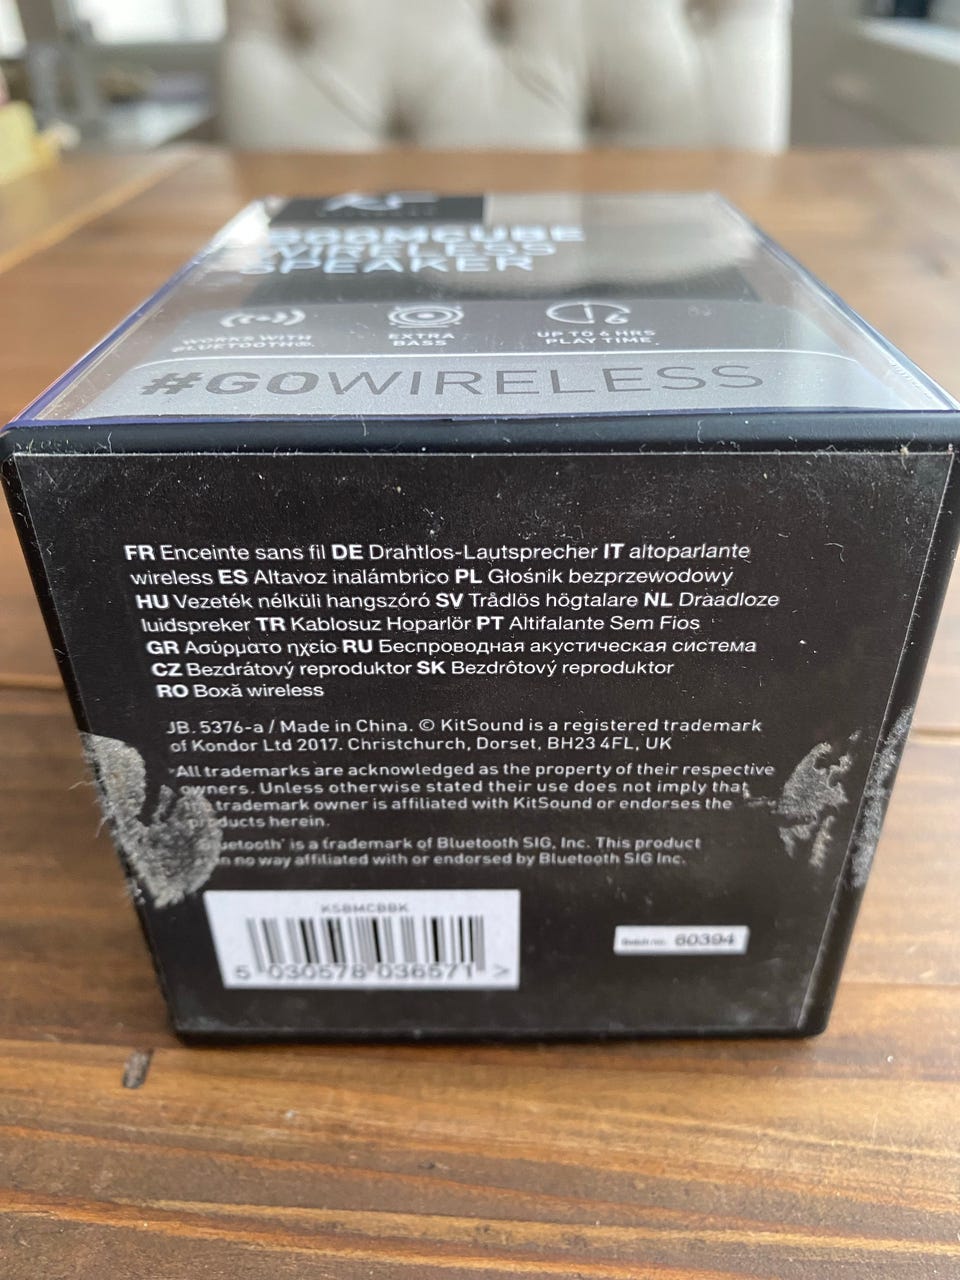 BOOMCUBE
WIRELESS
SPEAKER
WORKS WITH
BLUETOOTH®.
EXTRA
BASS
UP TO 6 HRS
PLAY TIME.
#GOWIRELESS
FR Enceinte sans fil DE Drahtlos-Lautsprecher IT altoparlante
wireless ES Altavoz inalámbrico PL Głośnik bezprzewodowy
HU Vezeték nélküli hangszóró SV Trådlös högtalare NL Draadloze
luidspreker TR Kablosuz Hoparlör PT Altifalante Sem Fios
GR Ασύρματο ηχείο RU Беспроводная акустическая система
CZ Bezdrátový reproduktor SK Bezdrôtový reproduktor
RO Boxă wireless
JB. 5376-a / Made in China. © KitSound is a registered trademark
of Kondor Ltd 2017. Christchurch, Dorset, BH23 4FL, UK
*All trademarks are acknowledged as the property of their respective
owners. Unless otherwise stated their use does not imply that
the trademark owner is affiliated with KitSound or endorses the
products herein.
is a trademark of Bluetooth SIG, Inc. This product
in no way affiliated with or endorsed by Bluetooth SIG Inc.
KSBMCBBK
5 030578 036571 >
Batch no. 60394